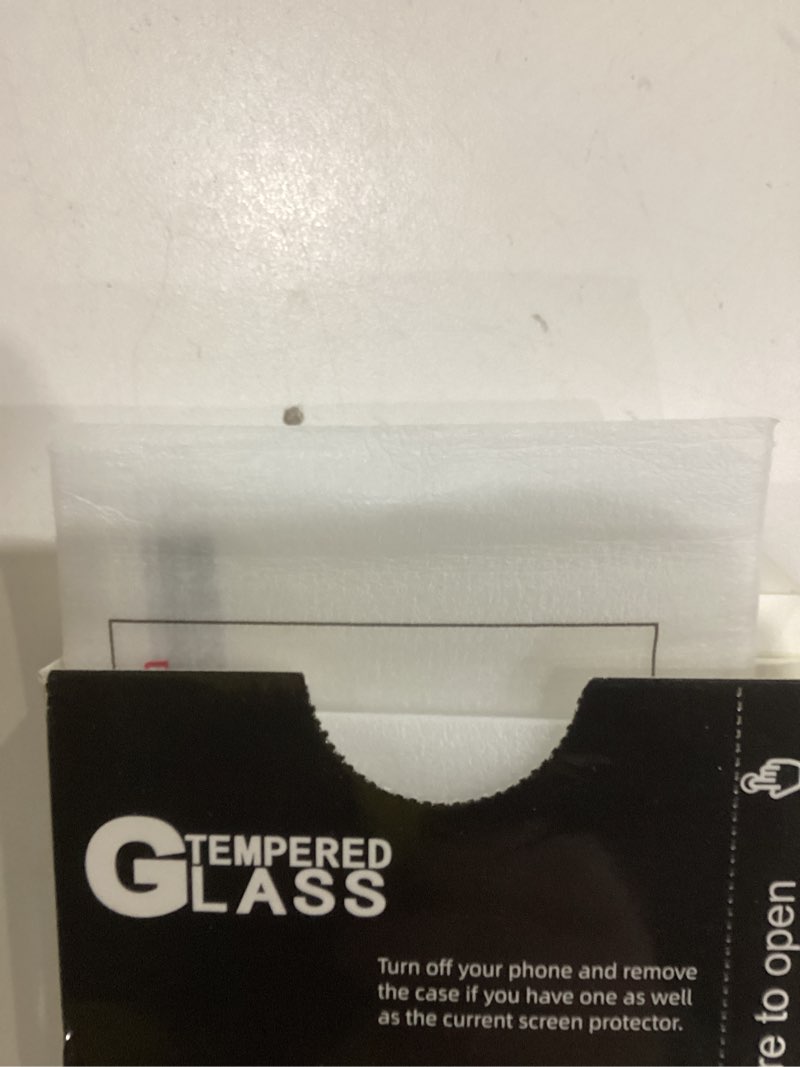 TEMPERED
GLASS
Turn off your phone and remove
the case if you have one as well
as the current screen protector.
re to open